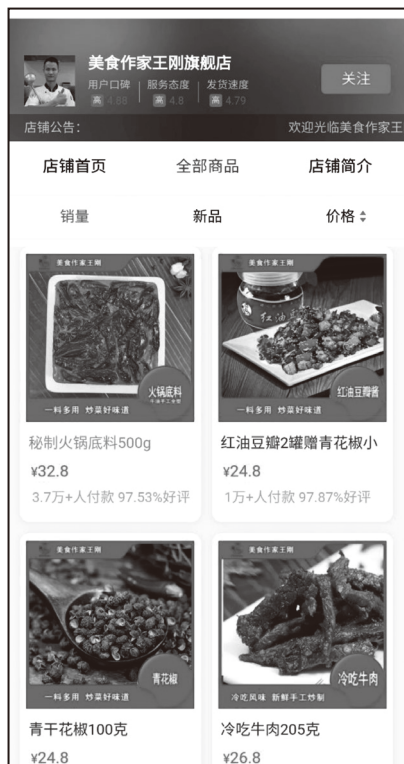 美食作家王刚旗舰店
用户口碑 服务态度 发货速度
高 4.88 高 4.8 高 4.79
关注
店铺公告： 欢迎光临美食作家王
店铺首页 全部商品 店铺简介
销量 新品 价格
美食作家王刚
火锅底料
一料多用 炒菜好味道
秘制火锅底料500g
¥32.8
3.7万+人付款 97.53%好评
美食作家王刚
红油
红油豆瓣酱
一料多用 炒菜好味道
红油豆瓣2罐赠青花椒小
¥24.8
1万+人付款 97.87%好评
美食作家王刚
青花椒
一料多用 炒菜好味道
青干花椒100克
¥24.8
美食作家王刚
冷吃牛肉
冷吃风味 新鲜手工炒制
冷吃牛肉205克
¥26.8